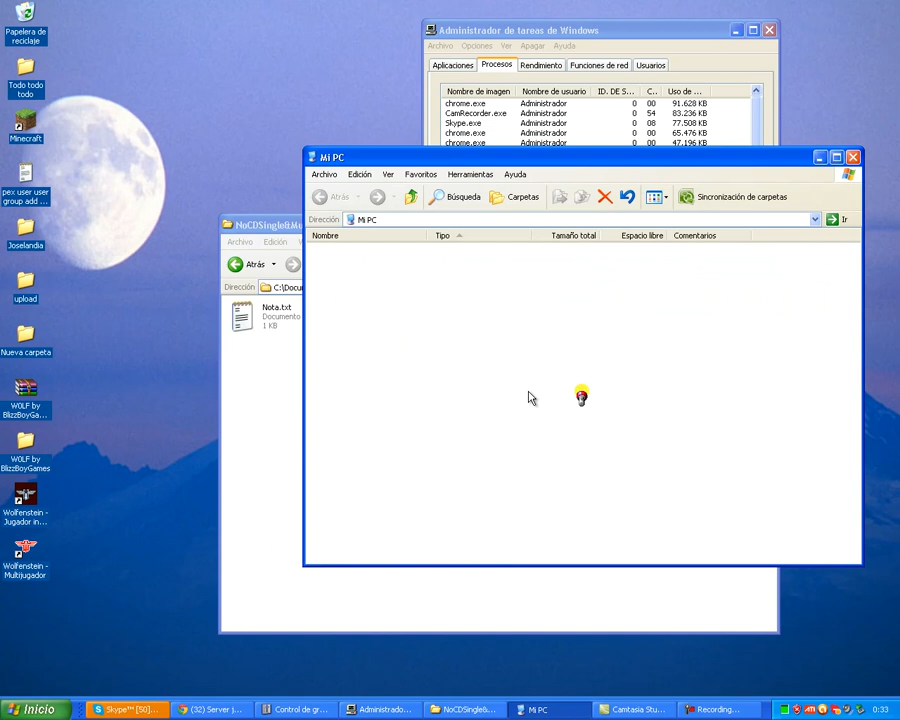 Papelera de
reciclaje
Todo todo
todo
Minecraft
pex user user
group add ...
Joselandia
upload
Nueva carpeta
W0LF by
BlizzBoyGa...
W0LF by
BlizzBoyGames
Wolfenstein -
Jugador in...
Wolfenstein -
Multijugador
Administrador de tareas de Windows
Archivo Opciones Ver Apagar Ayuda
Aplicaciones Procesos Rendimiento Funciones de red Usuarios
Nombre de imagen Nombre de usuario ID. DE S... C.. Uso de ...
chrome.exe Administrador 0 00 91.628 KB
CamRecorder.exe Administrador 0 54 83.236 KB
Skype.exe Administrador 0 08 77.508 KB
chrome.exe Administrador 0 00 65.476 KB
chrome.exe Administrador 0 00 47.196 KB
NoCDSingle&Mu
Archivo Edición
Atrás
Dirección C:\Docu
Nota.txt
Documento
1 KB
Mi PC
Archivo Edición Ver Favoritos Herramientas Ayuda
Atrás Búsqueda Carpetas Sincronización de carpetas
Dirección Mi PC Ir
Nombre Tipo Tamaño total Espacio libre Comentarios
Inicio Skype™ [50]... (32) Server j... Control de gr... Administrado... NoCDSingle&... Mi PC Camtasia Stu... Recording... 0:33